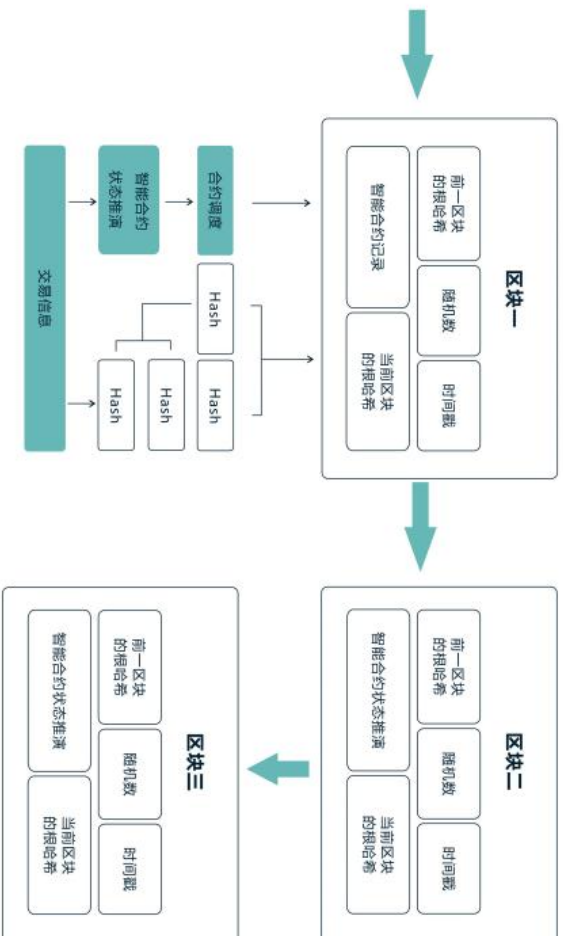 区块一
前一区块
的根哈希
随机数
时间戳
智能合约记录
当前区块
的根哈希
合约调度
智能合约
状态推演
交易信息
Hash
Hash
Hash
Hash
区块二
前一区块
的根哈希
随机数
时间戳
智能合约状态推演
当前区块
的根哈希
区块三
前一区块
的根哈希
随机数
时间戳
智能合约状态推演
当前区块
的根哈希